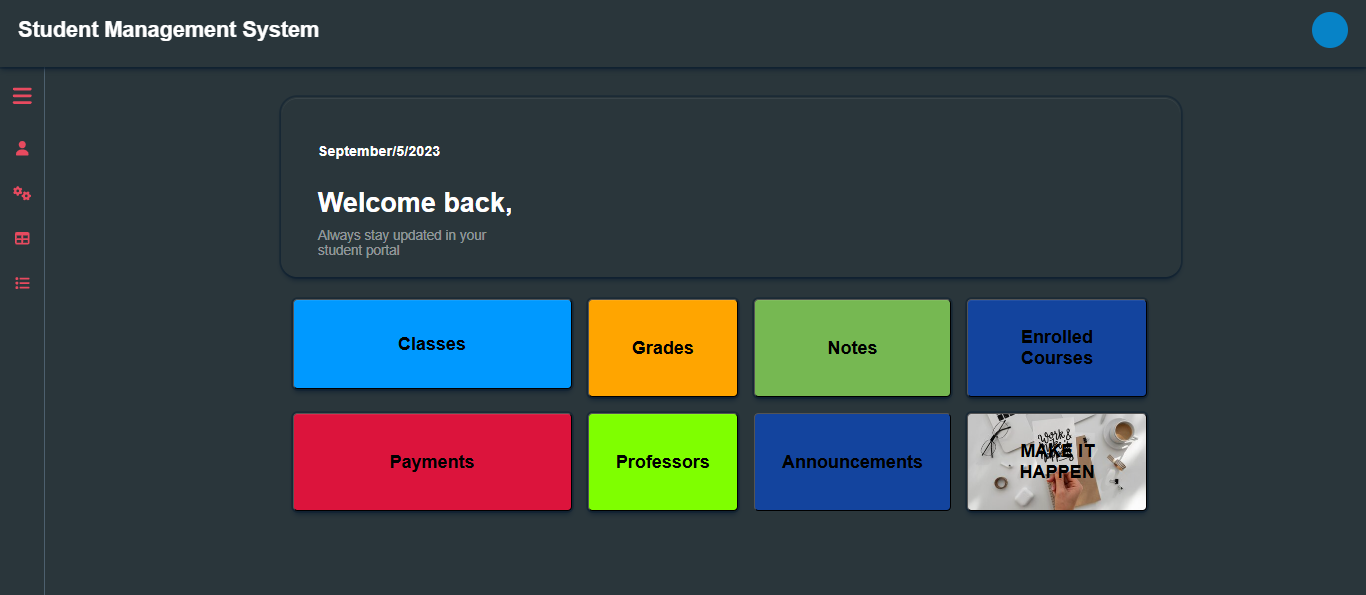 Student Management System
September/5/2023
Welcome back,
Always stay updated in your
student portal
Classes
Grades
Notes
Enrolled
Courses
Payments
Professors
Announcements
MAKE IT
HAPPEN